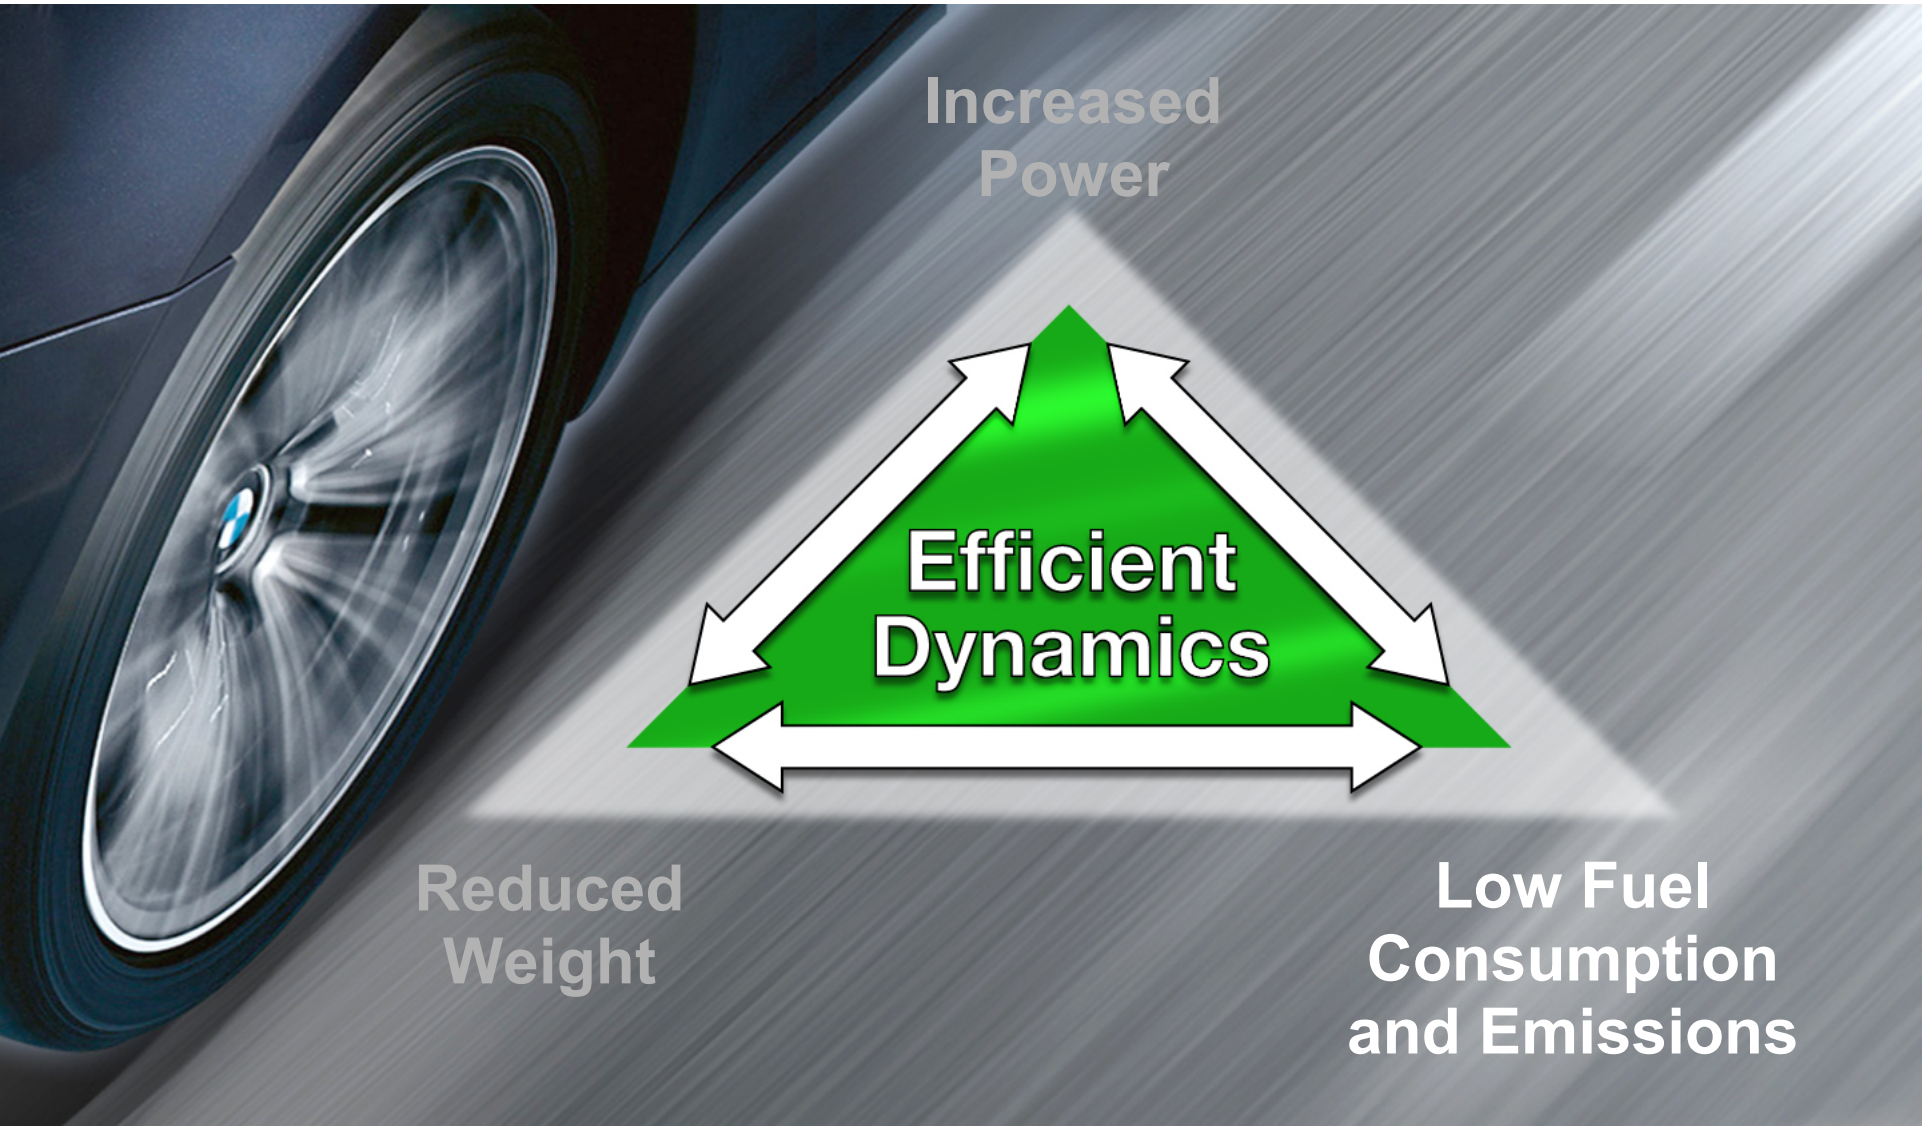 Increased
Power
Efficient
Dynamics
Reduced
Weight
Low Fuel
Consumption
and Emissions